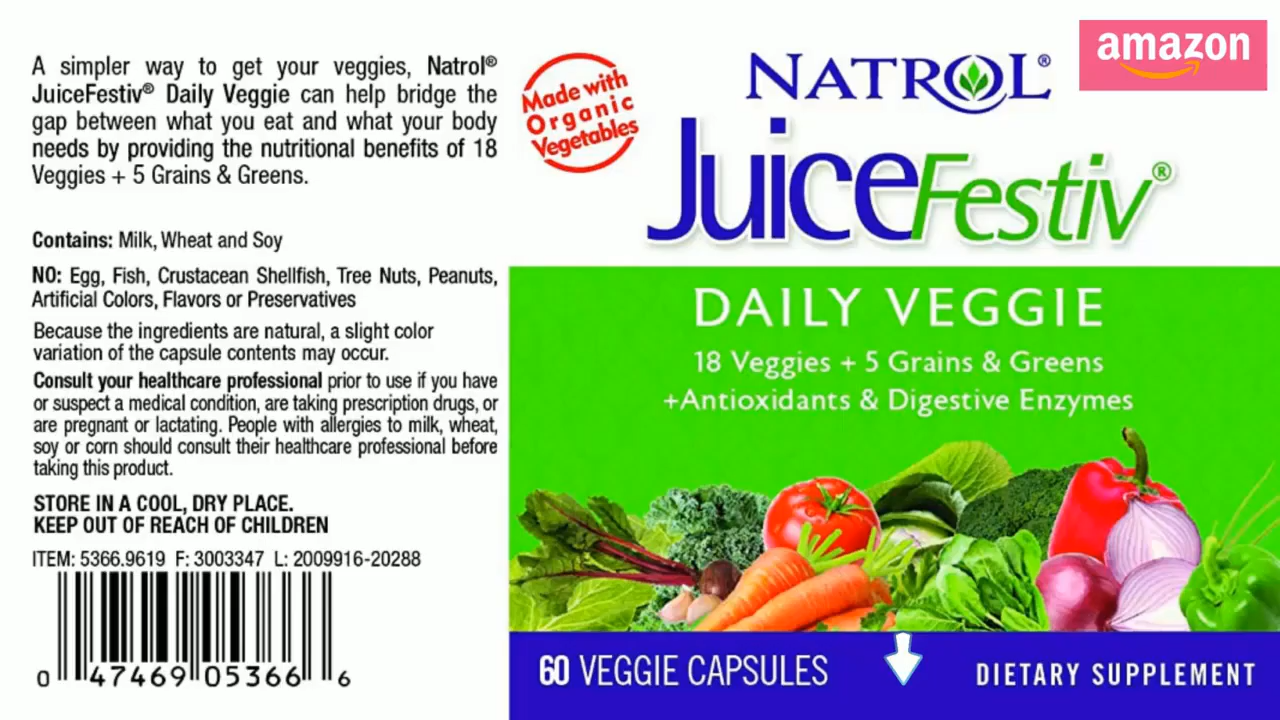 A simpler way to get your veggies, Natrol®
JuiceFestiv® Daily Veggie can help bridge the
gap between what you eat and what your body
needs by providing the nutritional benefits of 18
Veggies + 5 Grains & Greens.
Contains: Milk, Wheat and Soy
NO: Egg, Fish, Crustacean Shellfish, Tree Nuts, Peanuts,
Artificial Colors, Flavors or Preservatives
Because the ingredients are natural, a slight color
variation of the capsule contents may occur.
Consult your healthcare professional prior to use if you have
or suspect a medical condition, are taking prescription drugs, or
are pregnant or lactating. People with allergies to milk, wheat,
soy or corn should consult their healthcare professional before
taking this product.
STORE IN A COOL, DRY PLACE.
KEEP OUT OF REACH OF CHILDREN
ITEM: 5366.9619 F: 3003347 L: 2009916-20288
0 47469 05366 6
Made with
Organic
Vegetables
NATROL®
JuiceFestiv®
DAILY VEGGIE
18 Veggies + 5 Grains & Greens
+Antioxidants & Digestive Enzymes
60 VEGGIE CAPSULES
DIETARY SUPPLEMENT
amazon